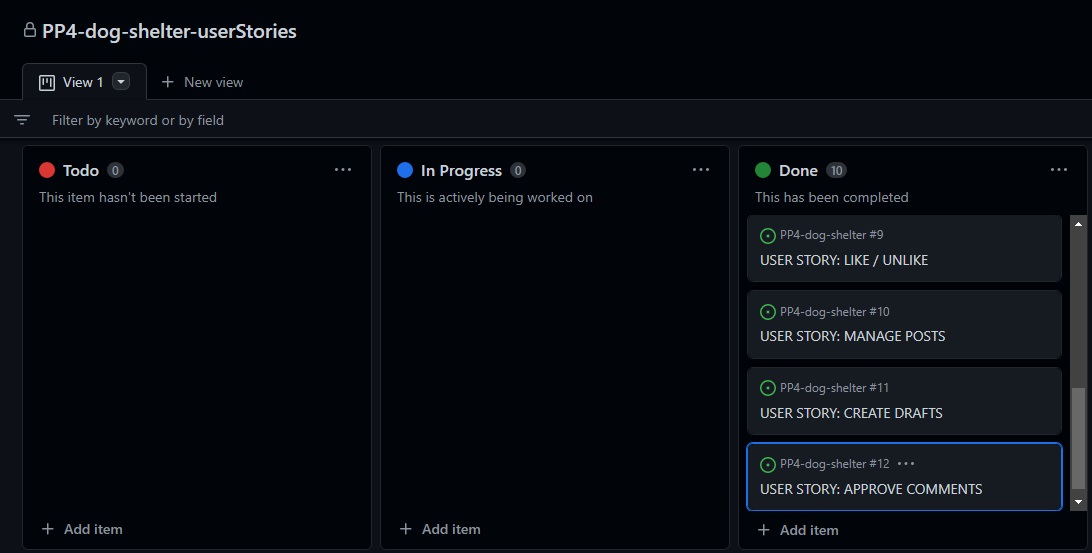 PP4-dog-shelter-userStories
View 1
New view
Filter by keyword or by field
Todo 0
This item hasn't been started
Add item
In Progress 0
This is actively being worked on
Add item
Done 10
This has been completed
PP4-dog-shelter #9
USER STORY: LIKE / UNLIKE
PP4-dog-shelter #10
USER STORY: MANAGE POSTS
PP4-dog-shelter #11
USER STORY: CREATE DRAFTS
PP4-dog-shelter #12
USER STORY: APPROVE COMMENTS
Add item